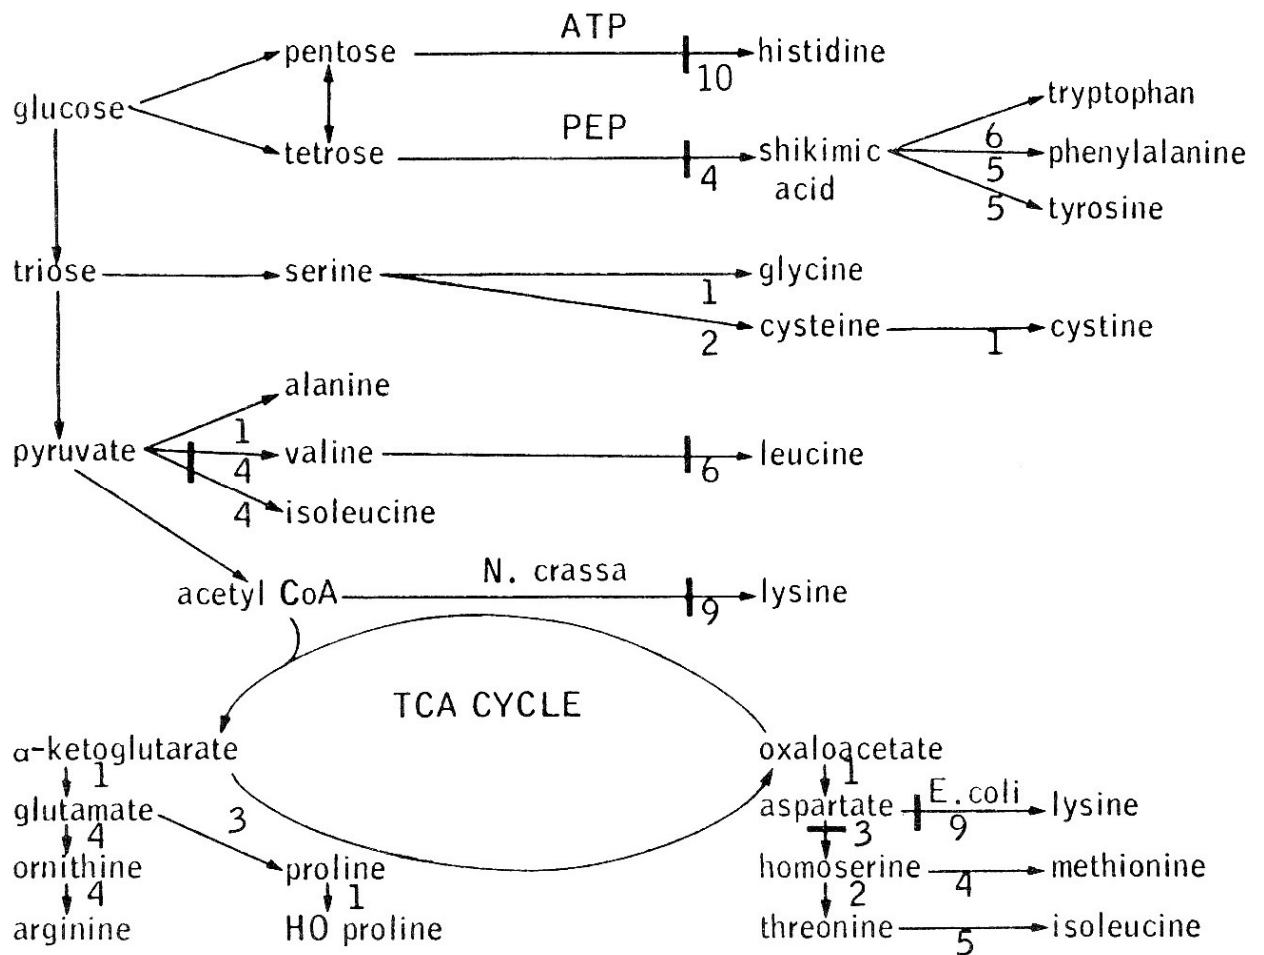 ATP
pentose
histidine
10
glucose
tryptophan
PEP
6
tetrose
shikimic
acid
phenylalanine
4
5
5
tyrosine
triose
serine
glycine
1
cysteine
cystine
2
1
alanine
1
pyruvate
valine
leucine
4
6
4
isoleucine
N. crassa
acetyl CoA
lysine
9
TCA CYCLE
α-ketoglutarate
oxaloacetate
1
1
glutamate
aspartate
E. coli
lysine
3
4
3
9
ornithine
proline
homoserine
methionine
4
1
2
4
arginine
HO proline
threonine
isoleucine
5